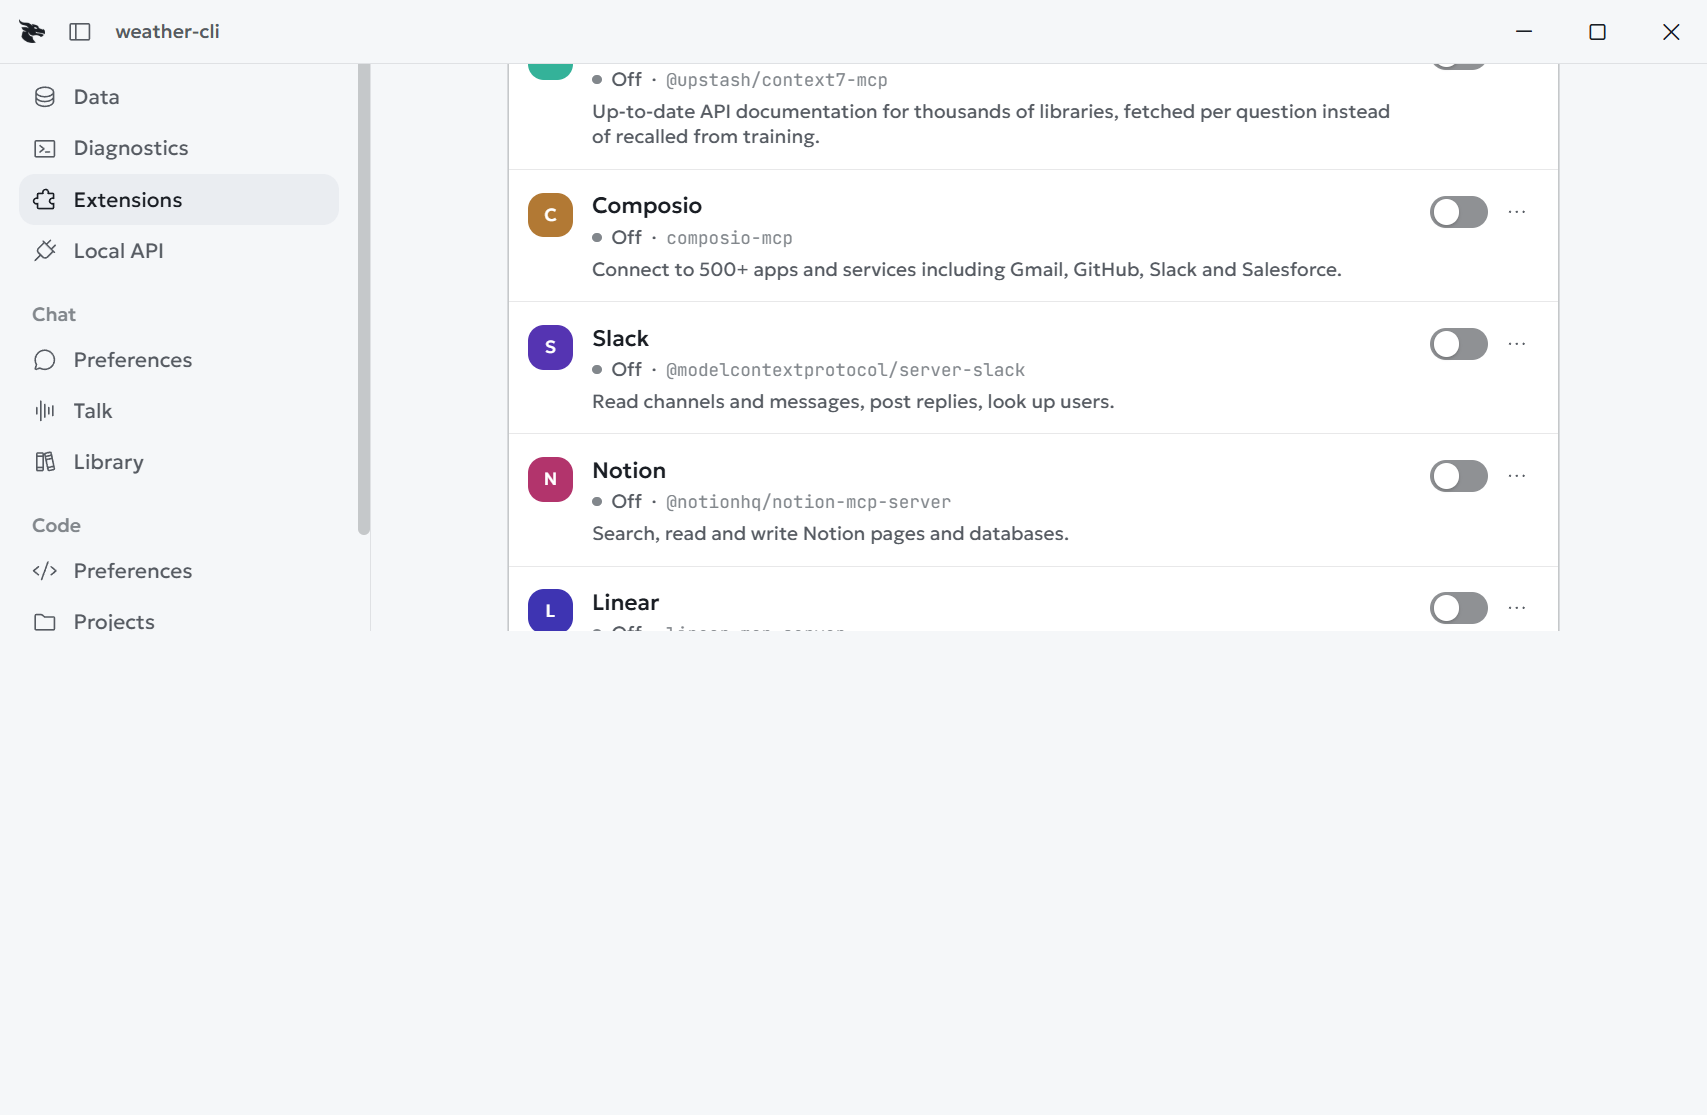 weather-cli
Data
Diagnostics
Extensions
Local API
Chat
Preferences
Talk
Library
Code
Preferences
Projects
Off · @upstash/context7-mcp
Up-to-date API documentation for thousands of libraries, fetched per question instead
of recalled from training.
C
Composio
Off · composio-mcp
Connect to 500+ apps and services including Gmail, GitHub, Slack and Salesforce.
S
Slack
Off · @modelcontextprotocol/server-slack
Read channels and messages, post replies, look up users.
N
Notion
Off · @notionhq/notion-mcp-server
Search, read and write Notion pages and databases.
L
Linear